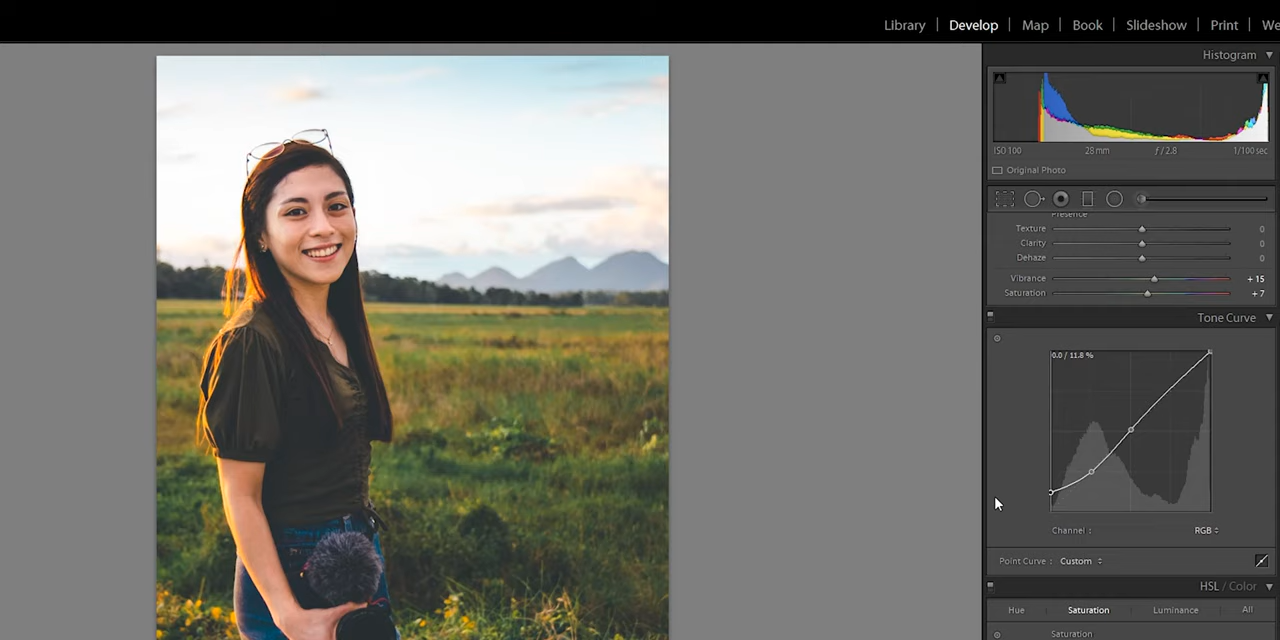 Library | Develop | Map | Book | Slideshow | Print | We
Histogram
ISO 100 28 mm ƒ / 2.8 1/100 sec
Original Photo
Presence
Texture 0
Clarity 0
Dehaze 0
Vibrance + 15
Saturation + 7
Tone Curve
0.0 / 11.8 %
Channel : RGB
Point Curve : Custom
HSL / Color
Hue Saturation Luminance All
Saturation